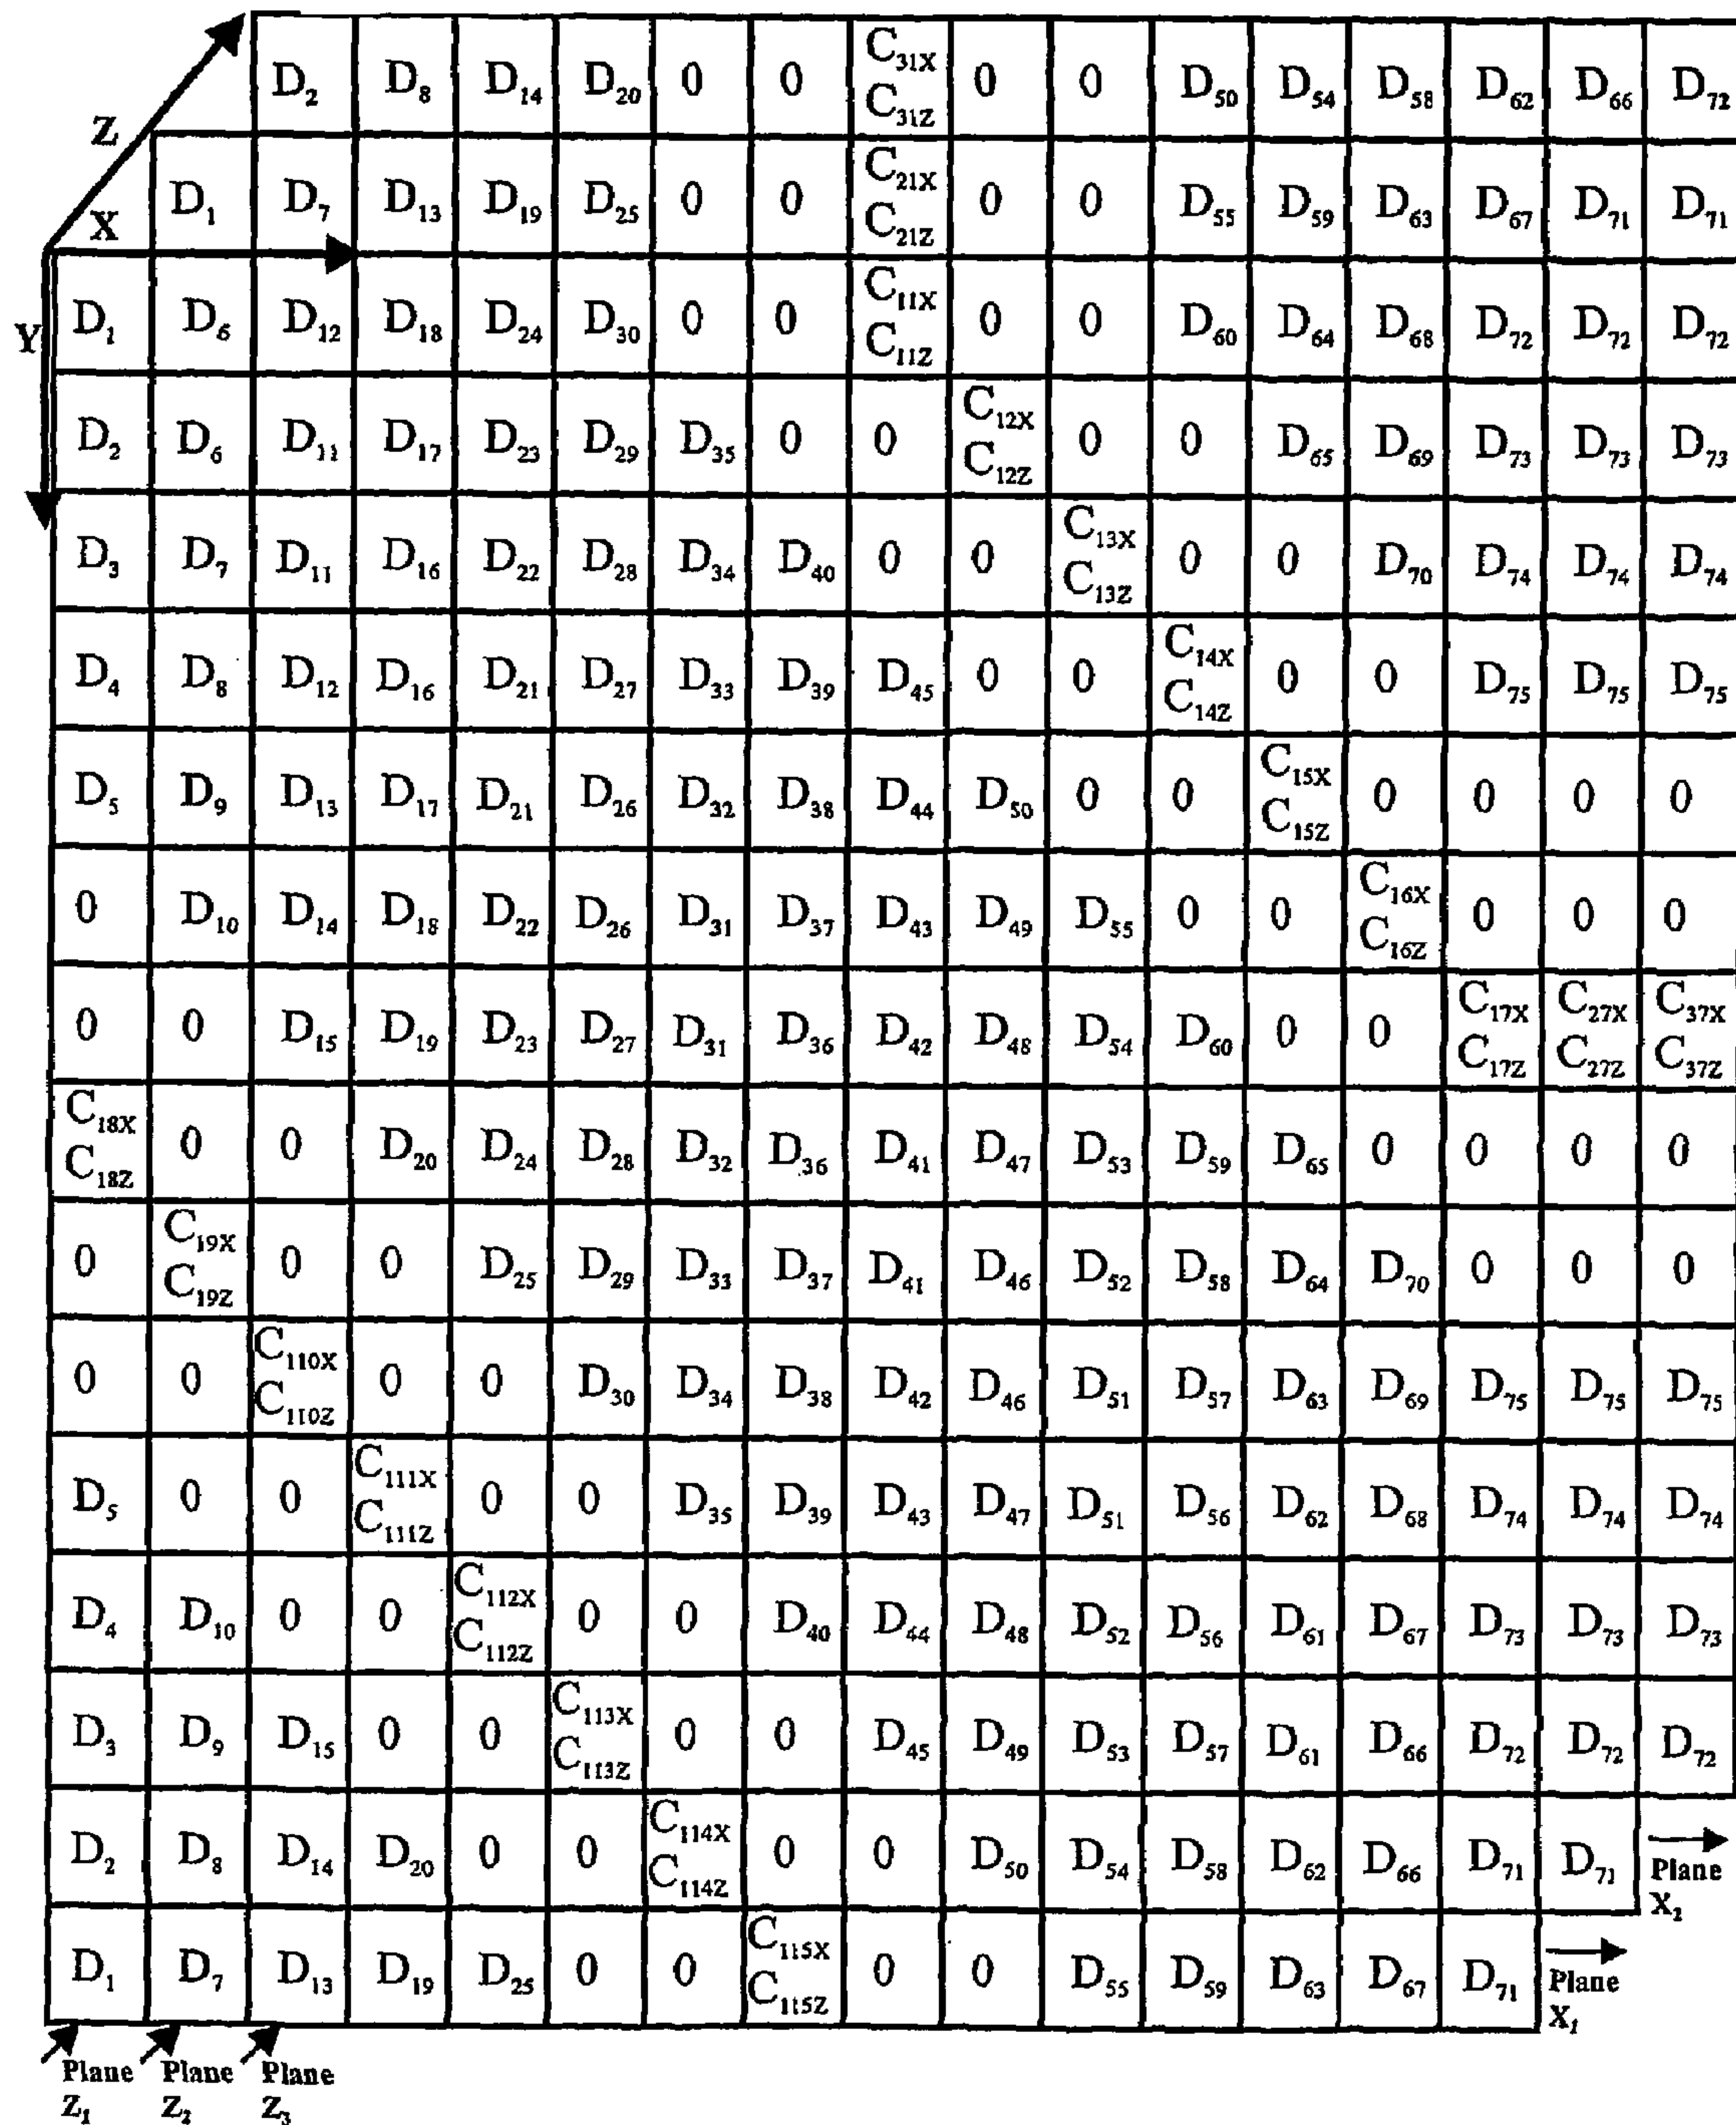 D₂ D₈ D₁₄ D₂₀ 0 0 C₃₁X C₃₁Z 0 0 D₅₀ D₅₄ D₅₈ D₆₂ D₆₆ D₇₂
Z
D₁ D₇ D₁₃ D₁₉ D₂₅ 0 0 C₂₁X C₂₁Z 0 0 D₅₅ D₅₉ D₆₃ D₆₇ D₇₁ D₇₁
X
Y
D₁ D₆ D₁₂ D₁₈ D₂₄ D₃₀ 0 0 C₁₁X C₁₁Z 0 0 D₆₀ D₆₄ D₆₈ D₇₂ D₇₂ D₇₂
D₂ D₆ D₁₁ D₁₇ D₂₃ D₂₉ D₃₅ 0 0 C₁₂X C₁₂Z 0 0 D₆₅ D₆₉ D₇₃ D₇₃ D₇₃
D₃ D₇ D₁₁ D₁₆ D₂₂ D₂₈ D₃₄ D₄₀ 0 0 C₁₃X C₁₃Z 0 0 D₇₀ D₇₄ D₇₄ D₇₄
D₄ D₈ D₁₂ D₁₆ D₂₁ D₂₇ D₃₃ D₃₉ D₄₅ 0 0 C₁₄X C₁₄Z 0 0 D₇₅ D₇₅ D₇₅
D₅ D₉ D₁₃ D₁₇ D₂₁ D₂₆ D₃₂ D₃₈ D₄₄ D₅₀ 0 0 C₁₅X C₁₅Z 0 0 0 0
0 D₁₀ D₁₄ D₁₈ D₂₂ D₂₆ D₃₁ D₃₇ D₄₃ D₄₉ D₅₅ 0 0 C₁₆X C₁₆Z 0 0 0
0 0 D₁₅ D₁₉ D₂₃ D₂₇ D₃₁ D₃₆ D₄₂ D₄₈ D₅₄ D₆₀ 0 0 C₁₇X C₁₇Z C₂₇X C₂₇Z C₃₇X C₃₇Z
C₁₈X C₁₈Z 0 0 D₂₀ D₂₄ D₂₈ D₃₂ D₃₆ D₄₁ D₄₇ D₅₃ D₅₉ D₆₅ 0 0 0 0
0 C₁₉X C₁₉Z 0 0 D₂₅ D₂₉ D₃₃ D₃₇ D₄₁ D₄₆ D₅₂ D₅₈ D₆₄ D₇₀ 0 0 0
0 0 C₁₁₀X C₁₁₀Z 0 0 D₃₀ D₃₄ D₃₈ D₄₂ D₄₆ D₅₁ D₅₇ D₆₃ D₆₉ D₇₅ D₇₅ D₇₅
D₅ 0 0 C₁₁₁X C₁₁₁Z 0 0 D₃₅ D₃₉ D₄₃ D₄₇ D₅₁ D₅₆ D₆₂ D₆₈ D₇₄ D₇₄ D₇₄
D₄ D₁₀ 0 0 C₁₁₂X C₁₁₂Z 0 0 D₄₀ D₄₄ D₄₈ D₅₂ D₅₆ D₆₁ D₆₇ D₇₃ D₇₃ D₇₃
D₃ D₉ D₁₅ 0 0 C₁₁₃X C₁₁₃Z 0 0 D₄₅ D₄₉ D₅₃ D₅₇ D₆₁ D₆₆ D₇₂ D₇₂ D₇₂
D₂ D₈ D₁₄ D₂₀ 0 0 C₁₁₄X C₁₁₄Z 0 0 D₅₀ D₅₄ D₅₈ D₆₂ D₆₆ D₇₁ D₇₁
Plane
X₂
D₁ D₇ D₁₃ D₁₉ D₂₅ 0 0 C₁₁₅X C₁₁₅Z 0 0 D₅₅ D₅₉ D₆₃ D₆₇ D₇₁
Plane
X₁
Plane Plane Plane
Z₁ Z₂ Z₃